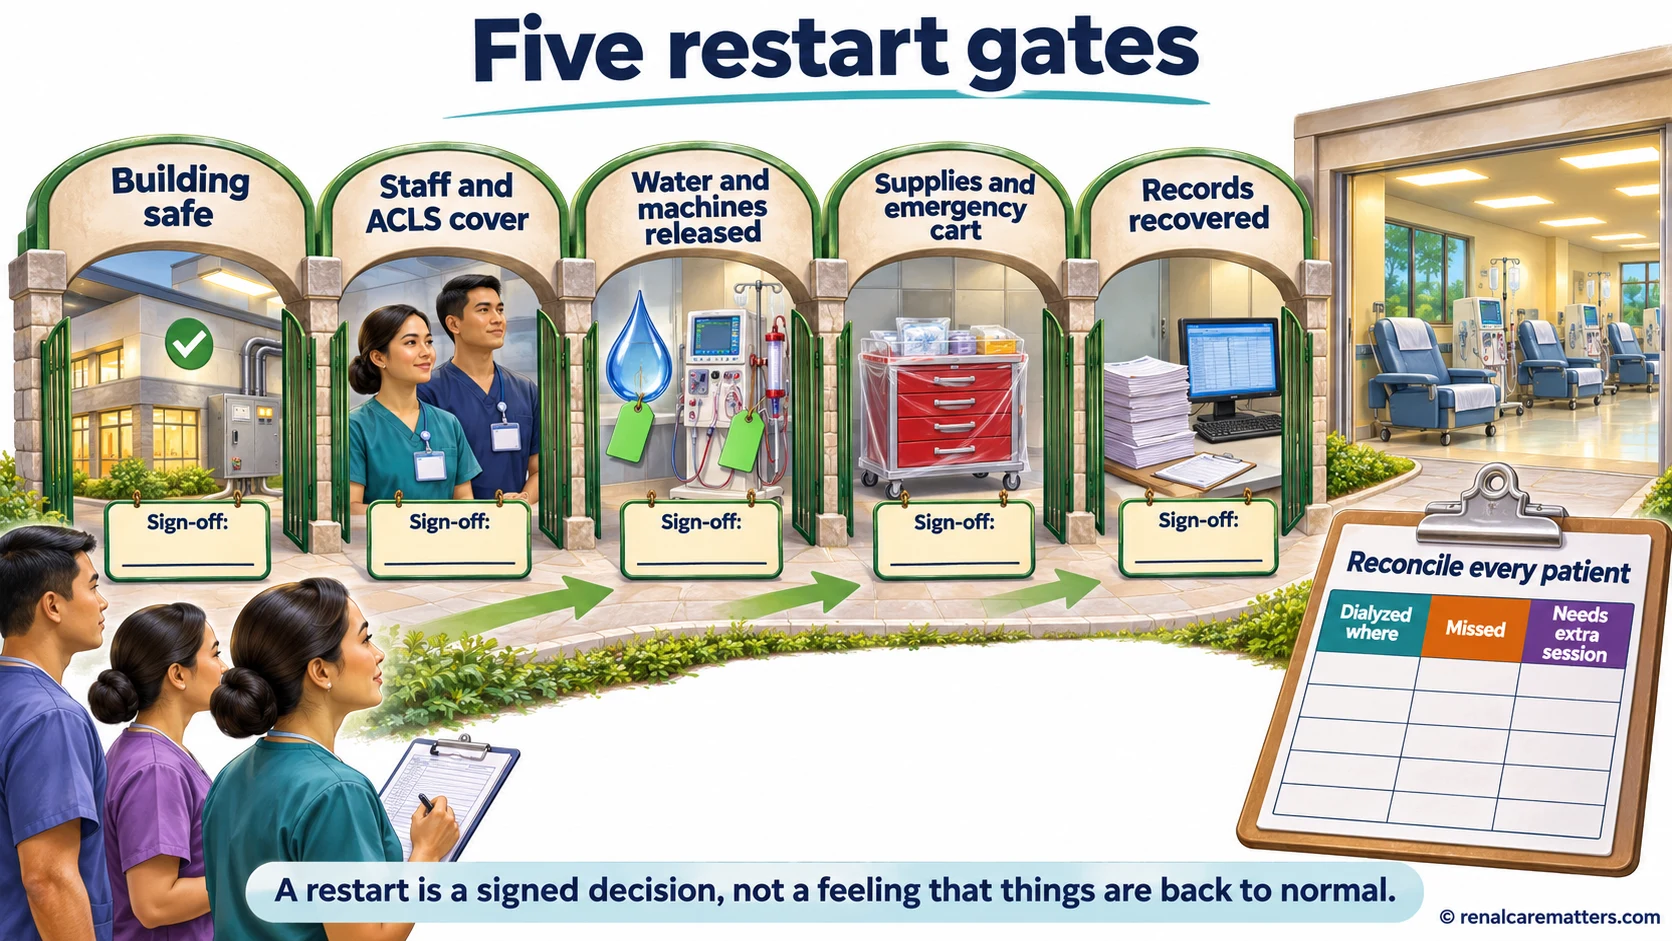 Five restart gates
Building
safe
Staff and
ACLS cover
Water and
machines
released
Supplies and
emergency
cart
Records
recovered
Sign-off:
Sign-off:
Sign-off:
Sign-off:
Sign-off:
Reconcile every patient
Dialyzed
where
Missed
Needs
extra
session
A restart is a signed decision, not a feeling that things are back to normal.
© renalcarematters.com